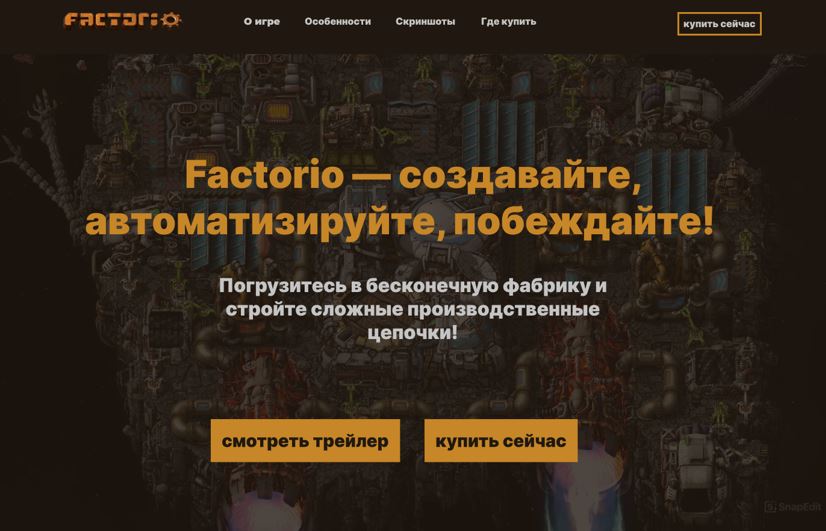 FACTORIO
О игре
Особенности
Скриншоты
Где купить
купить сейчас
Factorio — создавайте,
автоматизируйте, побеждайте!
Погрузитесь в бесконечную фабрику и
стройте сложные производственные
цепочки!
смотреть трейлер
купить сейчас
SnapEdit